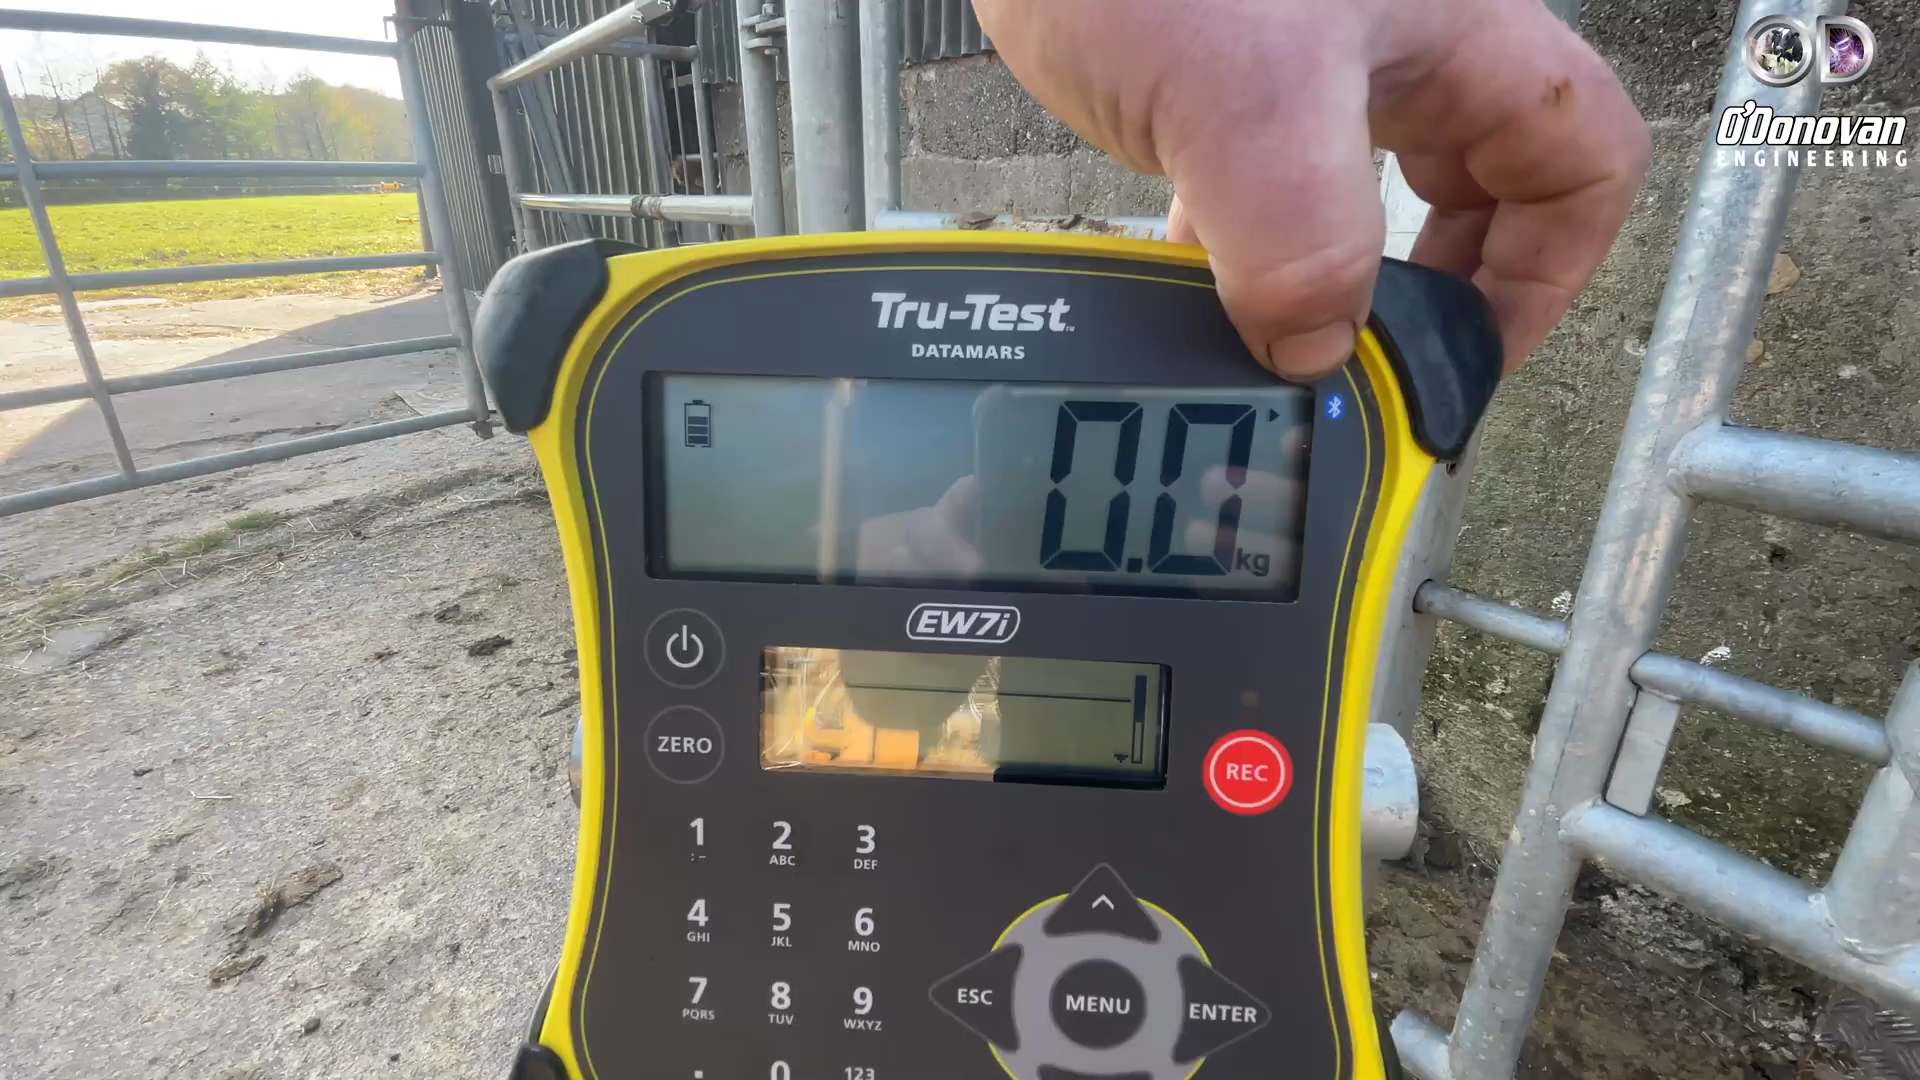 O'Donovan
ENGINEERING
Tru-Test™
DATAMARS
0.0 kg
EW7i
ZERO
REC
1 2 3
:- ABC DEF
4 5 6
GHI JKL MNO
7 8 9
PQRS TUV WXYZ
ESC MENU ENTER
. 0 123